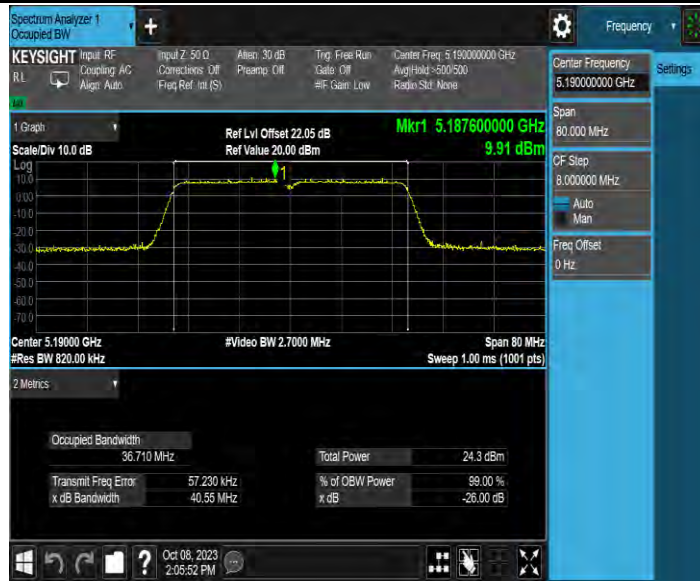 Spectrum Analyzer 1
Occupied BW
Frequency
KEYSIGHT
Input: RF
Coupling: AC
Align: Auto
Input Z: 50 Ω
Corrections: Off
Freq Ref: Int (S)
Atten: 30 dB
Preamp: Off
Trig: Free Run
Gate: Off
#IF Gain: Low
Center Freq: 5.190000000 GHz
Avg|Hold:>500/500
Radio Std: None
RL
Center Frequency
5.190000000 GHz
Settings
Span
80.000 MHz
CF Step
8.000000 MHz
Auto
Man
Freq Offset
0 Hz
1 Graph
Scale/Div 10.0 dB
Ref Lvl Offset 22.05 dB
Ref Value 20.00 dBm
Mkr1 5.187600000 GHz
9.91 dBm
Log
1
10.0
0.00
-10.0
-20.0
-30.0
-40.0
-50.0
-60.0
-70.0
Center 5.19000 GHz
#Video BW 2.7000 MHz
Span 80 MHz
#Res BW 820.00 kHz
Sweep 1.00 ms (1001 pts)
2 Metrics
Occupied Bandwidth
36.710 MHz
Total Power 24.3 dBm
Transmit Freq Error 57.230 kHz
% of OBW Power 99.00 %
x dB Bandwidth 40.55 MHz
x dB -26.00 dB
?
Oct 08, 2023
2:05:52 PM